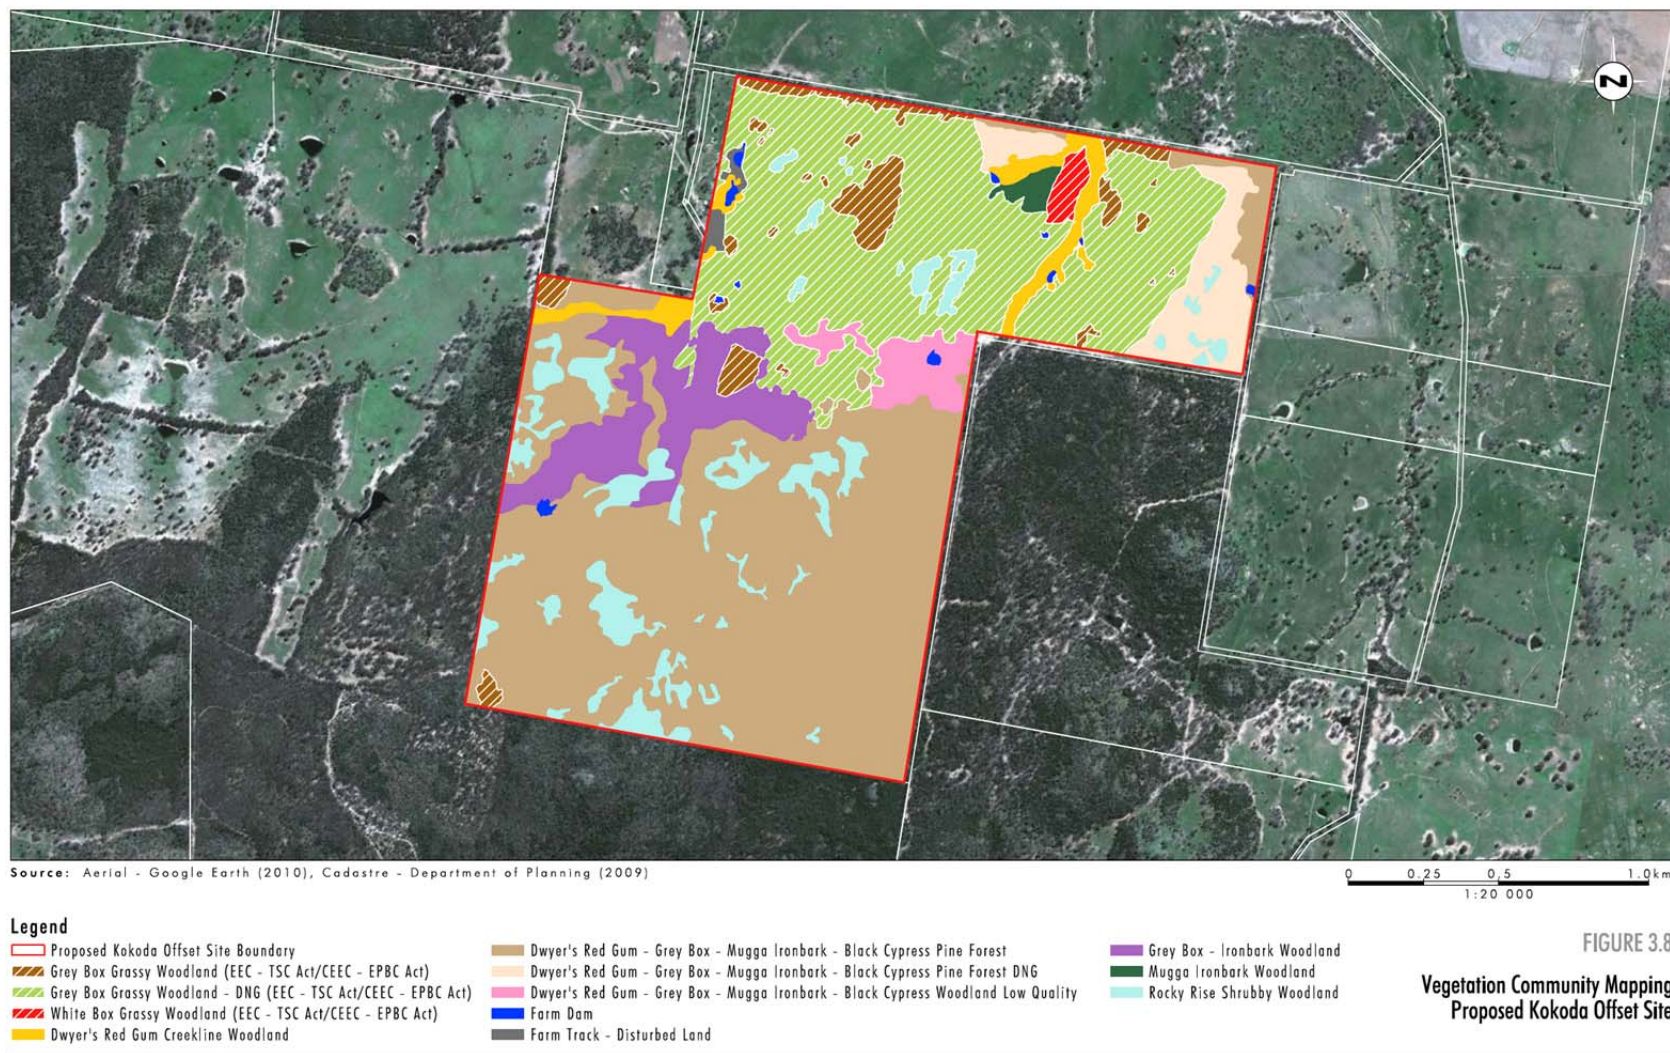 N
Source: Aerial - Google Earth (2010), Cadastre - Department of Planning (2009)
0 0.25 0.5 1.0km
1:20 000
Legend
Proposed Kokoda Offset Site Boundary
Grey Box Grassy Woodland (EEC - TSC Act/CEEC - EPBC Act)
Grey Box Grassy Woodland - DNG (EEC - TSC Act/CEEC - EPBC Act)
White Box Grassy Woodland (EEC - TSC Act/CEEC - EPBC Act)
Dwyer's Red Gum Creekline Woodland
Dwyer's Red Gum - Grey Box - Mugga Ironbark - Black Cypress Pine Forest
Dwyer's Red Gum - Grey Box - Mugga Ironbark - Black Cypress Pine Forest DNG
Dwyer's Red Gum - Grey Box - Mugga Ironbark - Black Cypress Woodland Low Quality
Farm Dam
Farm Track - Disturbed Land
Grey Box - Ironbark Woodland
Mugga Ironbark Woodland
Rocky Rise Shrubby Woodland
FIGURE 3.8
Vegetation Community Mapping
Proposed Kokoda Offset Site